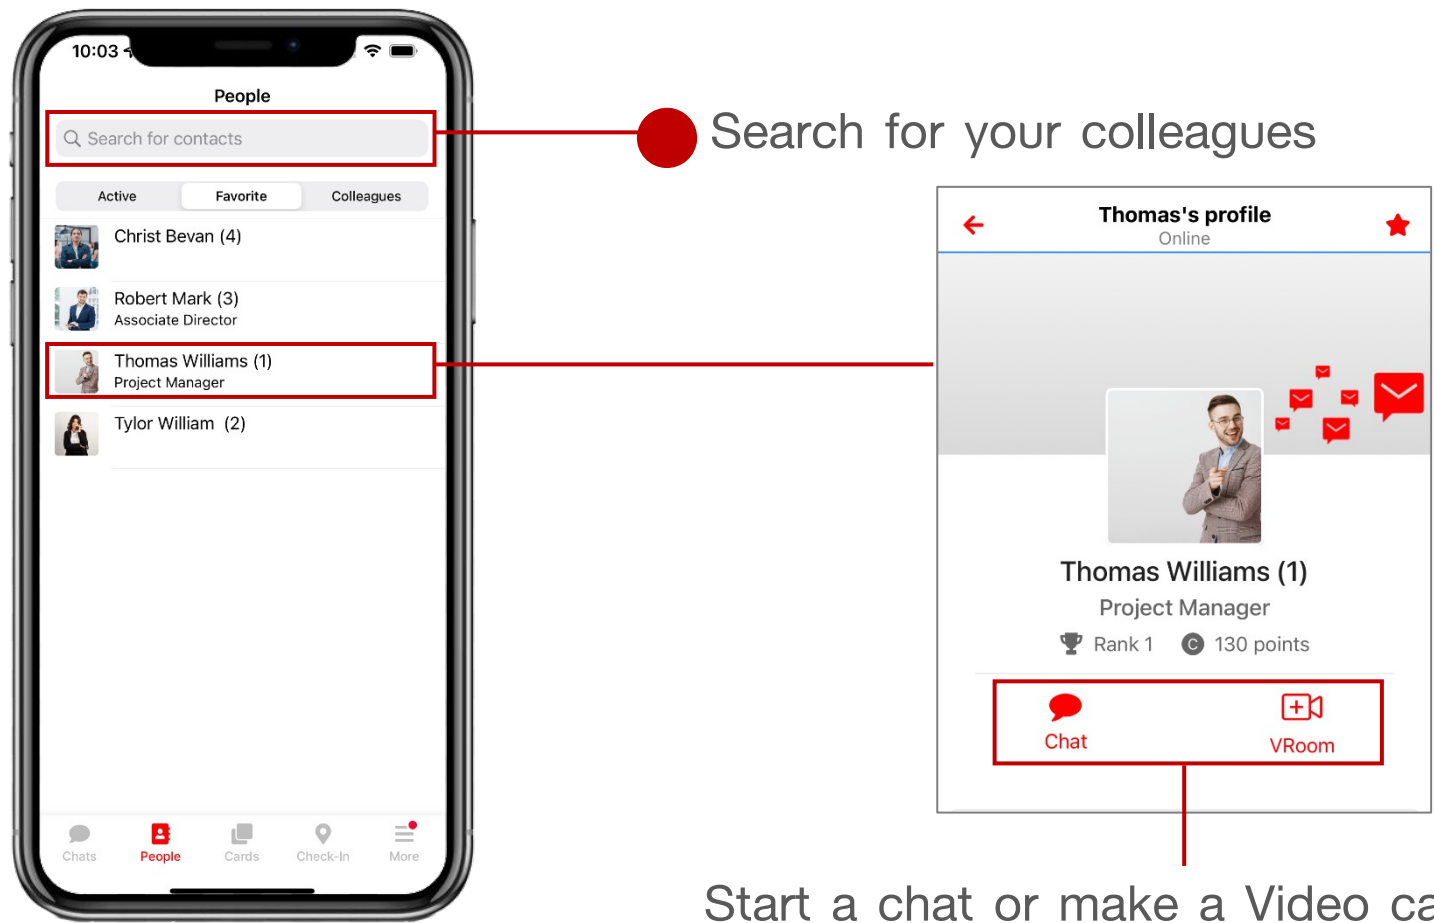 10:03
People
Search for contacts
Active Favorite Colleagues
Christ Bevan (4)
Robert Mark (3)
Associate Director
Thomas Williams (1)
Project Manager
Tylor William (2)
Chats People Cards Check-In More
Search for your colleagues
Thomas's profile
Online
Thomas Williams (1)
Project Manager
Rank 1 C 130 points
Chat VRoom
Start a chat or make a Video ca